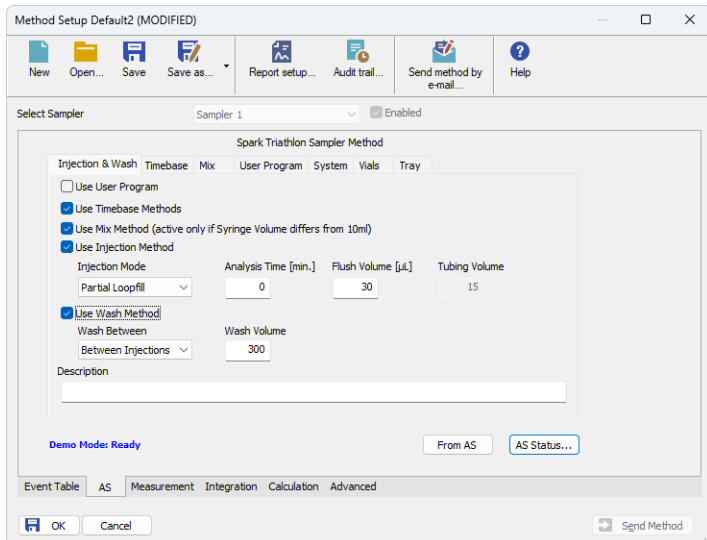 Method Setup Default2 (MODIFIED)
New Open... Save Save as... Report setup... Audit trail... Send method by e-mail... Help
Select Sampler Sampler 1 Enabled
Spark Triathlon Sampler Method
Injection & Wash Timebase Mix User Program System Vials Tray
Use User Program
Use Timebase Methods
Use Mix Method (active only if Syringe Volume differs from 10ml)
Use Injection Method
Injection Mode Analysis Time [min.] Flush Volume [µL] Tubing Volume
Partial Loopfill 0 30 15
Use Wash Method
Wash Between Wash Volume
Between Injections 300
Description
Demo Mode: Ready From AS AS Status...
Event Table AS Measurement Integration Calculation Advanced
OK Cancel Send Method